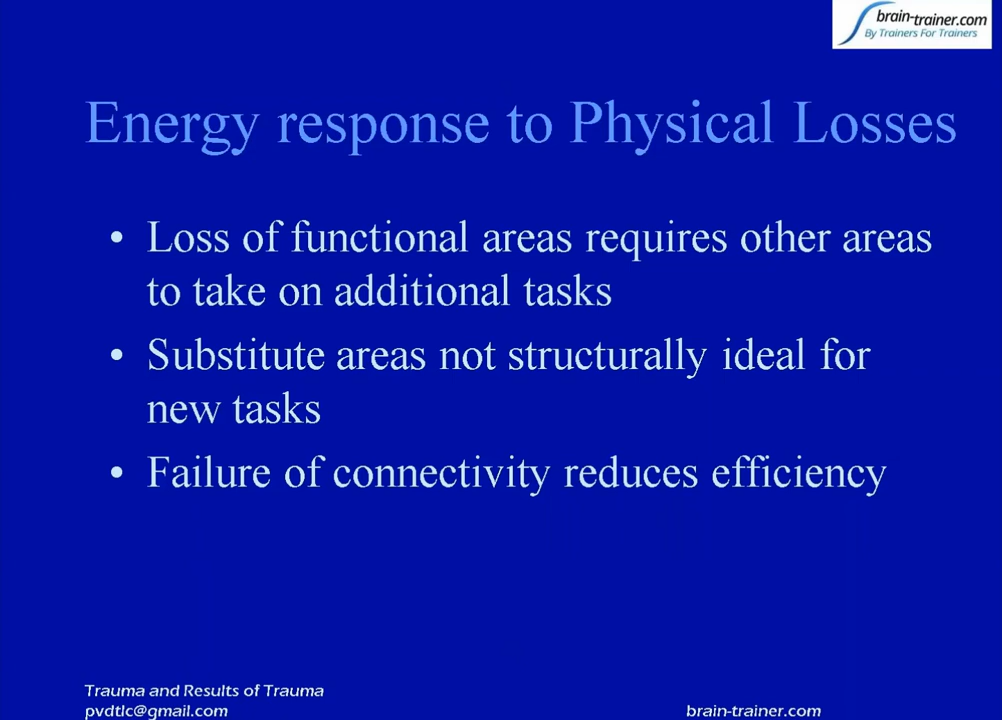 brain-trainer.com
By Trainers For Trainers
Energy response to Physical Losses
• Loss of functional areas requires other areas
to take on additional tasks
• Substitute areas not structurally ideal for
new tasks
• Failure of connectivity reduces efficiency
Trauma and Results of Trauma
pvdtlc@gmail.com
brain-trainer.com